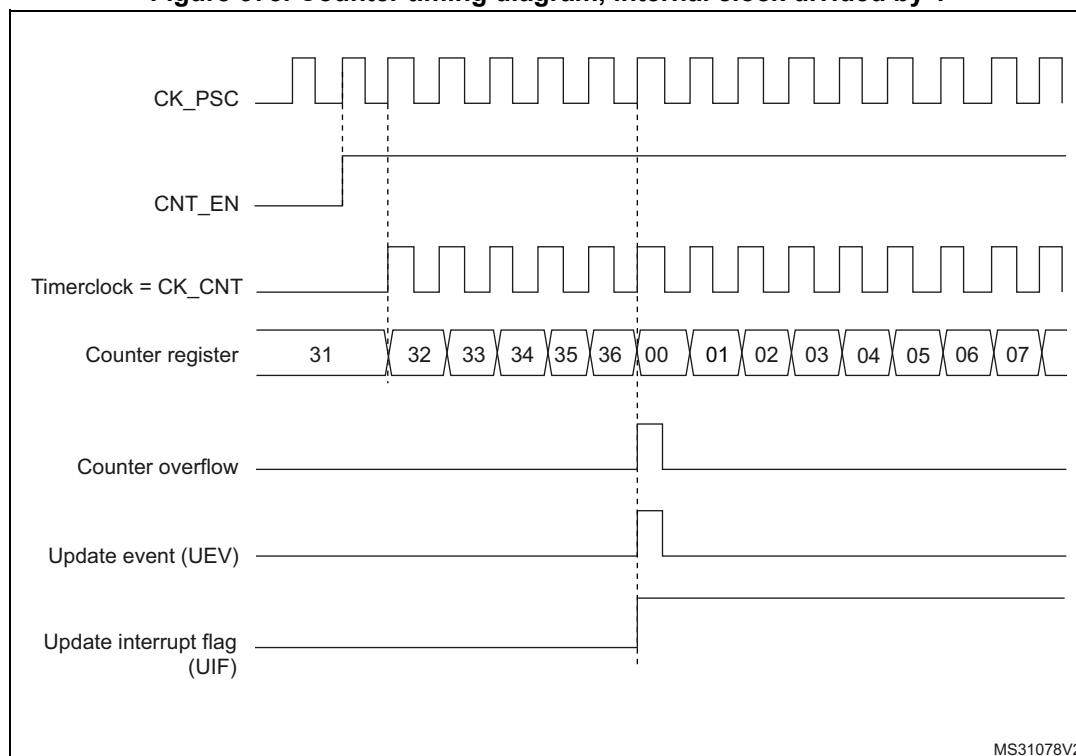 CK_PSC
CNT_EN
Timerclock = CK_CNT
Counter register 31 32 33 34 35 36 00 01 02 03 04 05 06 07
Counter overflow
Update event (UEV)
Update interrupt flag
(UIF)
MS31078V2